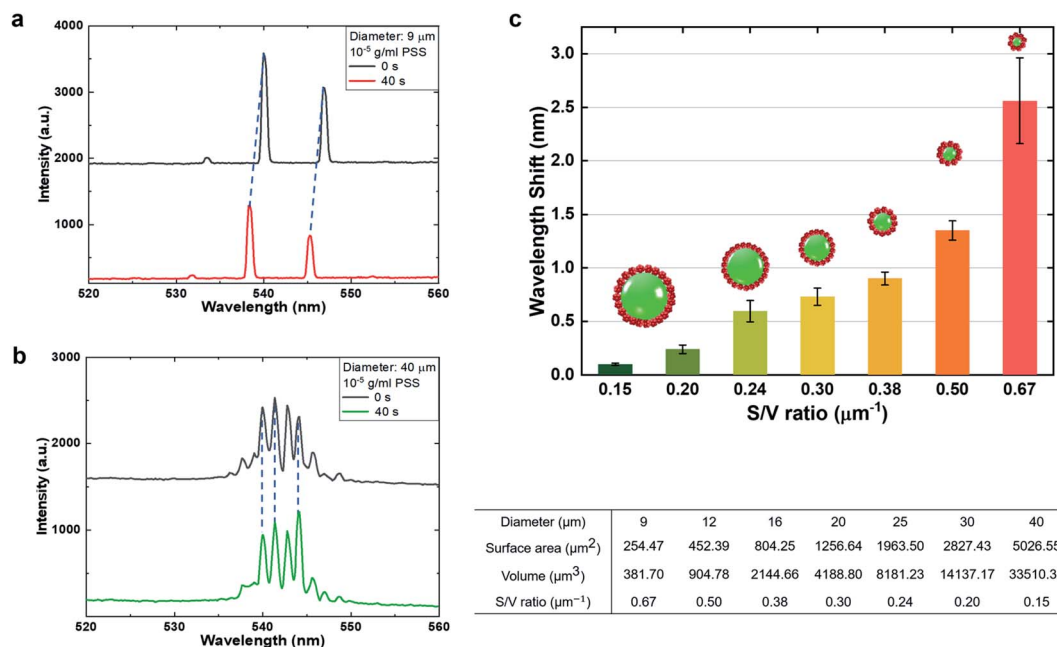 a
4000
3000
2000
1000
Intensity (a.u.)
Diameter: 9 μm
10⁻⁵ g/ml PSS
0 s
40 s
520 530 540 550 560
Wavelength (nm)
b
3000
2000
1000
Intensity (a.u.)
Diameter: 40 μm
10⁻⁵ g/ml PSS
0 s
40 s
520 530 540 550 560
Wavelength (nm)
c
3.0
2.5
2.0
1.5
1.0
0.5
0.0
Wavelength Shift (nm)
0.15 0.20 0.24 0.30 0.38 0.50 0.67
S/V ratio (μm⁻¹)
Diameter (μm) 9 12 16 20 25 30 40
Surface area (μm²) 254.47 452.39 804.25 1256.64 1963.50 2827.43 5026.55
Volume (μm³) 381.70 904.78 2144.66 4188.80 8181.23 14137.17 33510.3
S/V ratio (μm⁻¹) 0.67 0.50 0.38 0.30 0.24 0.20 0.15